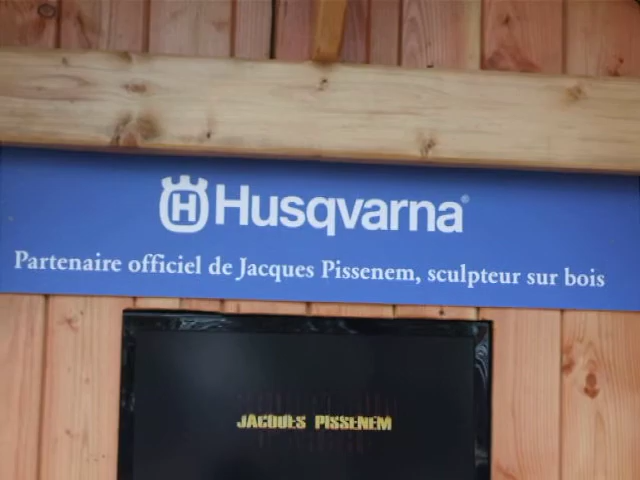 Husqvarna®
Partenaire officiel de Jacques Pissenem, sculpteur sur bois
JACQUES PISSENEM